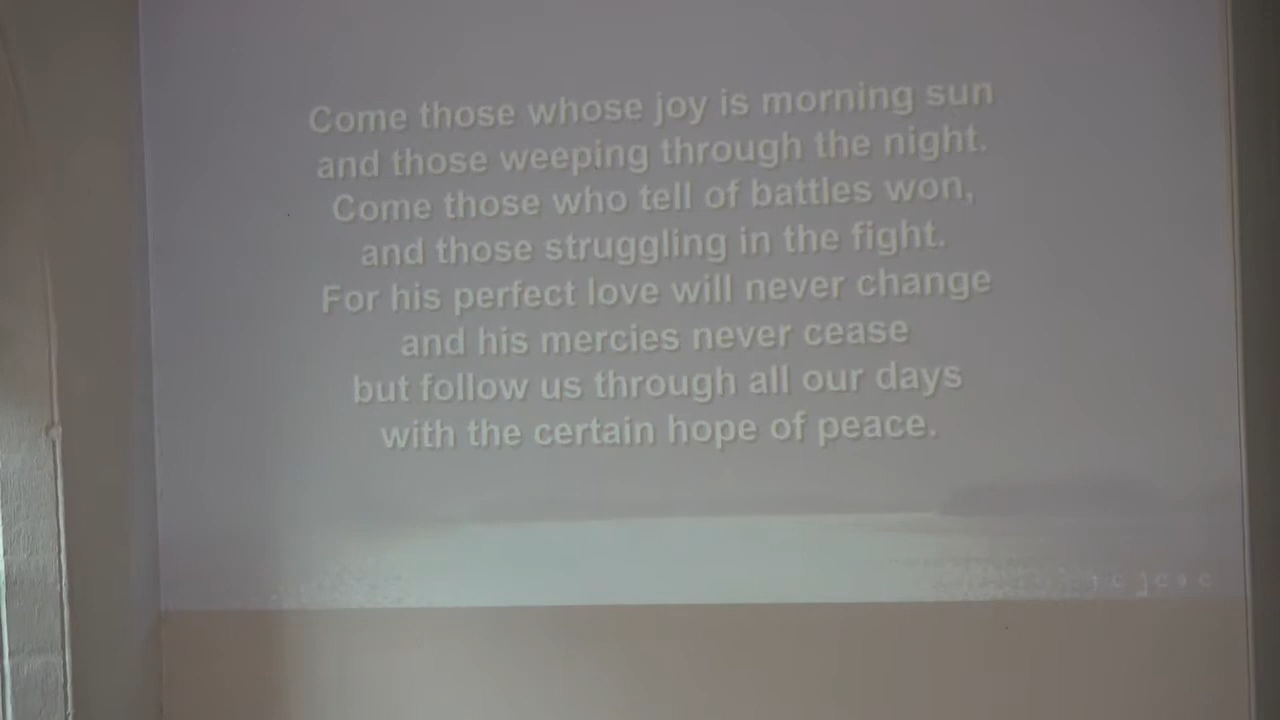 Come those whose joy is morning sun
and those weeping through the night.
Come those who tell of battles won,
and those struggling in the fight.
For his perfect love will never change
and his mercies never cease
but follow us through all our days
with the certain hope of peace.